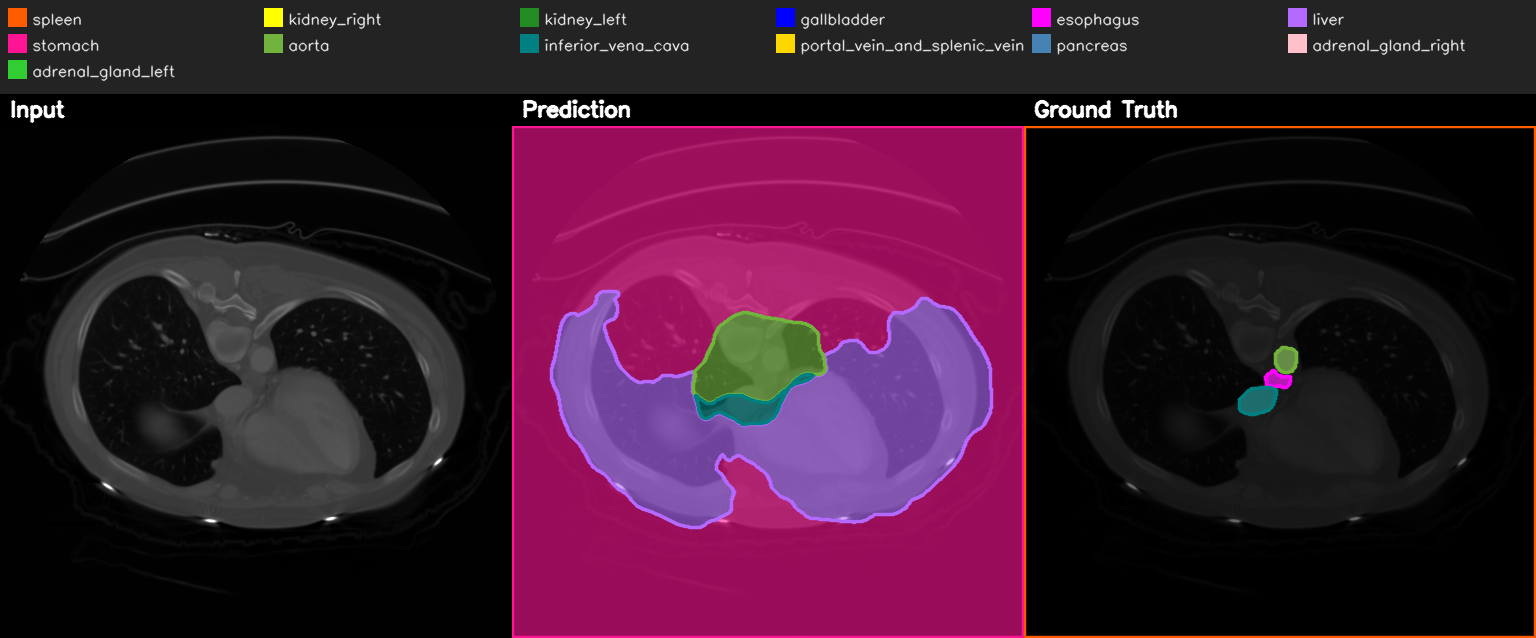 spleen kidney_right kidney_left gallbladder esophagus liver
stomach aorta inferior_vena_cava portal_vein_and_splenic_vein pancreas adrenal_gland_right
adrenal_gland_left
Input Prediction Ground Truth